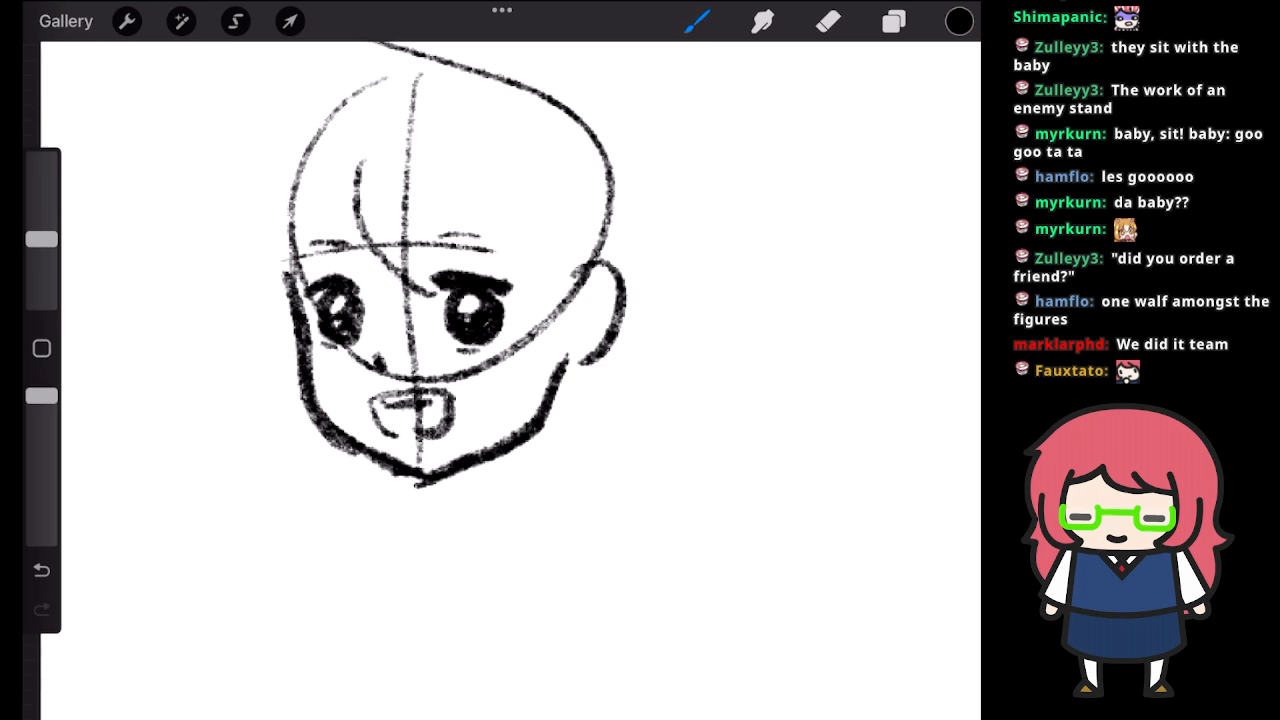 Gallery
Shimapanic:
Zulleyy3: they sit with the
baby
Zulleyy3: The work of an
enemy stand
myrkurn: baby, sit! baby: goo
goo ta ta
hamflo: les goooooo
myrkurn: da baby??
myrkurn:
Zulleyy3: "did you order a
friend?"
hamflo: one walf amongst the
figures
marklarphd: We did it team
Fauxtato: